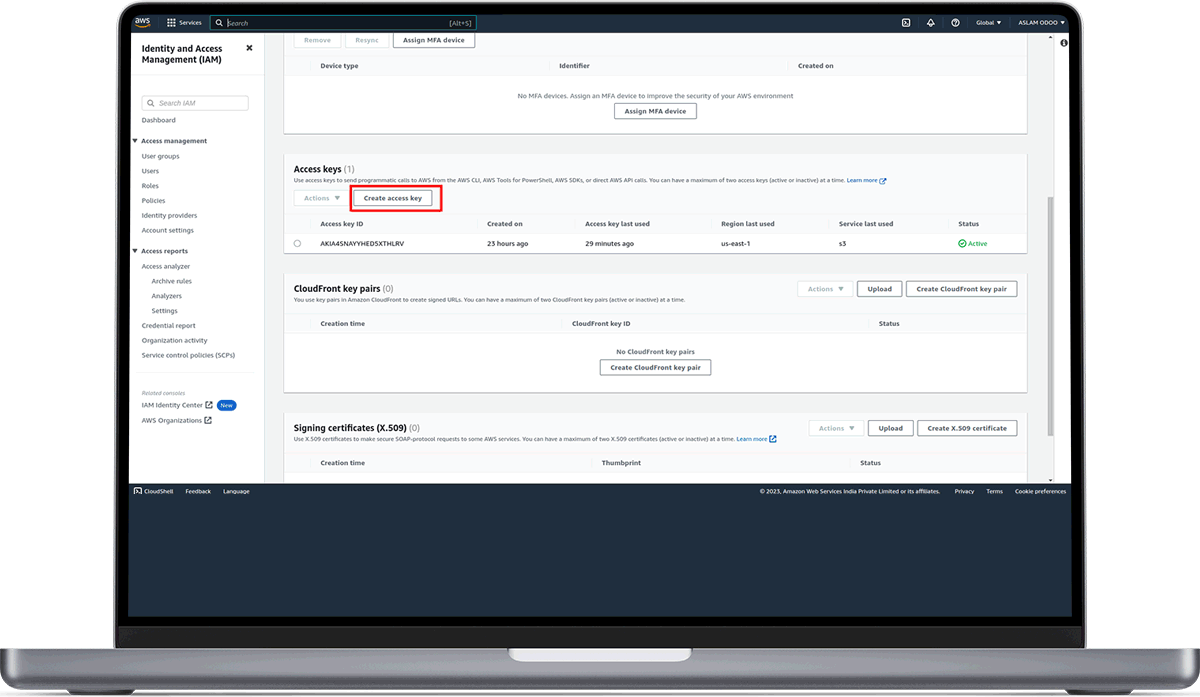 aws Services Search [Alt+S] Global ▼ ASLAM ODOO ▼
Identity and Access
Management (IAM)
Search IAM
Dashboard
Access management
User groups
Users
Roles
Policies
Identity providers
Account settings
Access reports
Access analyzer
Archive rules
Analyzers
Settings
Credential report
Organization activity
Service control policies (SCPs)
Related consoles
IAM Identity Center New
AWS Organizations
Remove Resync Assign MFA device
Device type Identifier Created on
No MFA devices. Assign an MFA device to improve the security of your AWS environment
Assign MFA device
Access keys (1)
Use access keys to send programmatic calls to AWS from the AWS CLI, AWS Tools for PowerShell, AWS SDKs, or direct AWS API calls. You can have a maximum of two access keys (active or inactive) at a time. Learn more
Actions ▼ Create access key
Access key ID Created on Access key last used Region last used Service last used Status
AKIA4SNAYYHED5XTHLRV 23 hours ago 29 minutes ago us-east-1 s3 Active
CloudFront key pairs (0) Actions ▼ Upload Create CloudFront key pair
You use key pairs in Amazon CloudFront to create signed URLs. You can have a maximum of two CloudFront key pairs (active or inactive) at a time.
Creation time CloudFront key ID Status
No CloudFront key pairs
Create CloudFront key pair
Signing certificates (X.509) (0) Actions ▼ Upload Create X.509 certificate
Use X.509 certificates to make secure SOAP-protocol requests to some AWS services. You can have a maximum of two X.509 certificates (active or inactive) at a time. Learn more
Creation time Thumbprint Status
CloudShell Feedback Language © 2023, Amazon Web Services India Private Limited or its affiliates. Privacy Terms Cookie preferences